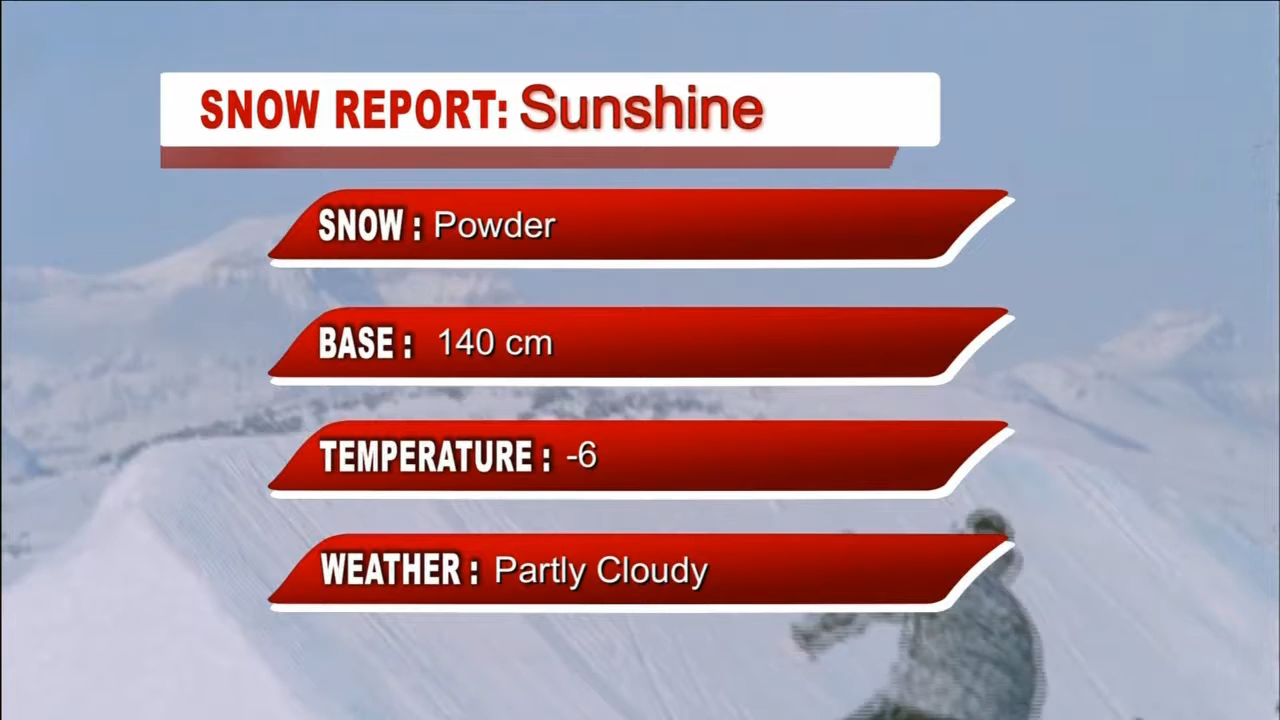 SNOW REPORT: Sunshine
SNOW : Powder
BASE : 140 cm
TEMPERATURE : -6
WEATHER : Partly Cloudy